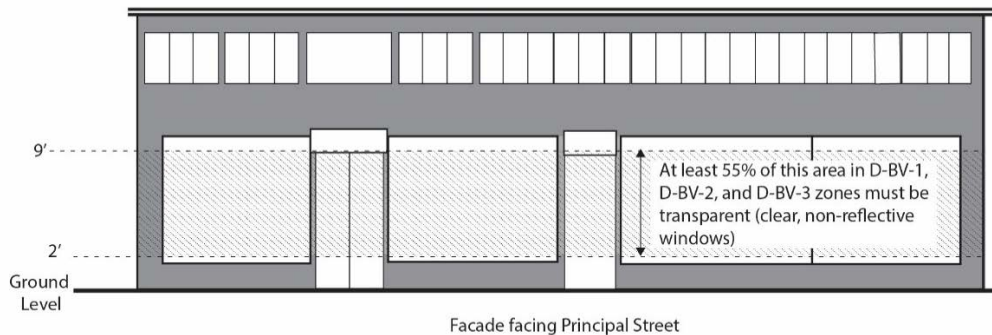 9’
At least 55% of this area in D-BV-1,
D-BV-2, and D-BV-3 zones must be
transparent (clear, non-reflective
windows)
2’
Ground
Level
Facade facing Principal Street